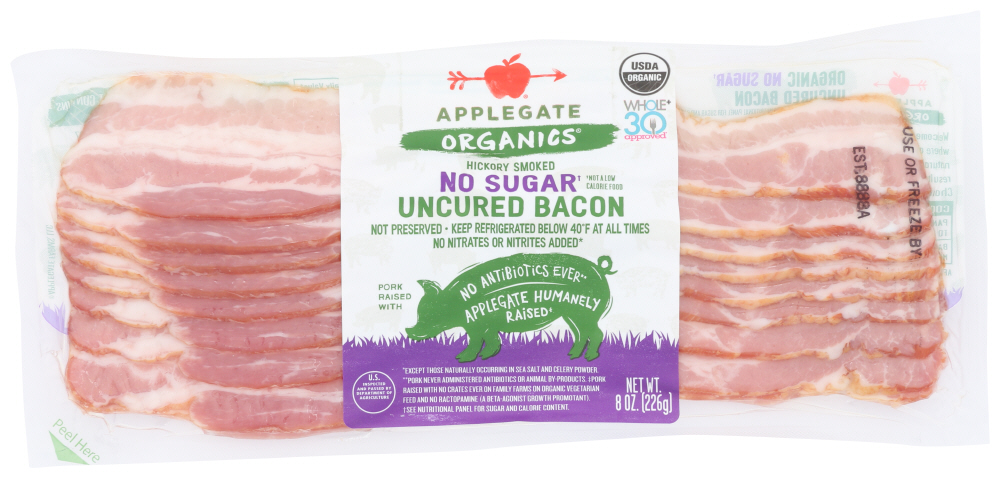 APPLEGATE
ORGANICS®
USDA
ORGANIC
WHOLE+
30
approved
HICKORY SMOKED
NO SUGAR†
*NOT A LOW
CALORIE FOOD
UNCURED BACON
NOT PRESERVED • KEEP REFRIGERATED BELOW 40°F AT ALL TIMES
NO NITRATES OR NITRITES ADDED*
PORK
RAISED
WITH
NO ANTIBIOTICS EVER**
APPLEGATE HUMANELY
RAISED‡
U.S.
INSPECTED
AND PASSED BY
DEPARTMENT OF
AGRICULTURE
*EXCEPT THOSE NATURALLY OCCURRING IN SEA SALT AND CELERY POWDER.
**PORK NEVER ADMINISTERED ANTIBIOTICS OR ANIMAL BY-PRODUCTS. ‡PORK
RAISED WITH NO CRATES EVER ON FAMILY FARMS ON ORGANIC VEGETARIAN
FEED AND NO RACTOPAMINE (A BETA-AGONIST GROWTH PROMOTANT).
†SEE NUTRITIONAL PANEL FOR SUGAR AND CALORIE CONTENT.
NET WT.
8 OZ. (226g)
USE OR FREEZE BY
EST.8888A
Peel Here
ORGANIC NO SUGAR†
UNCURED BACON